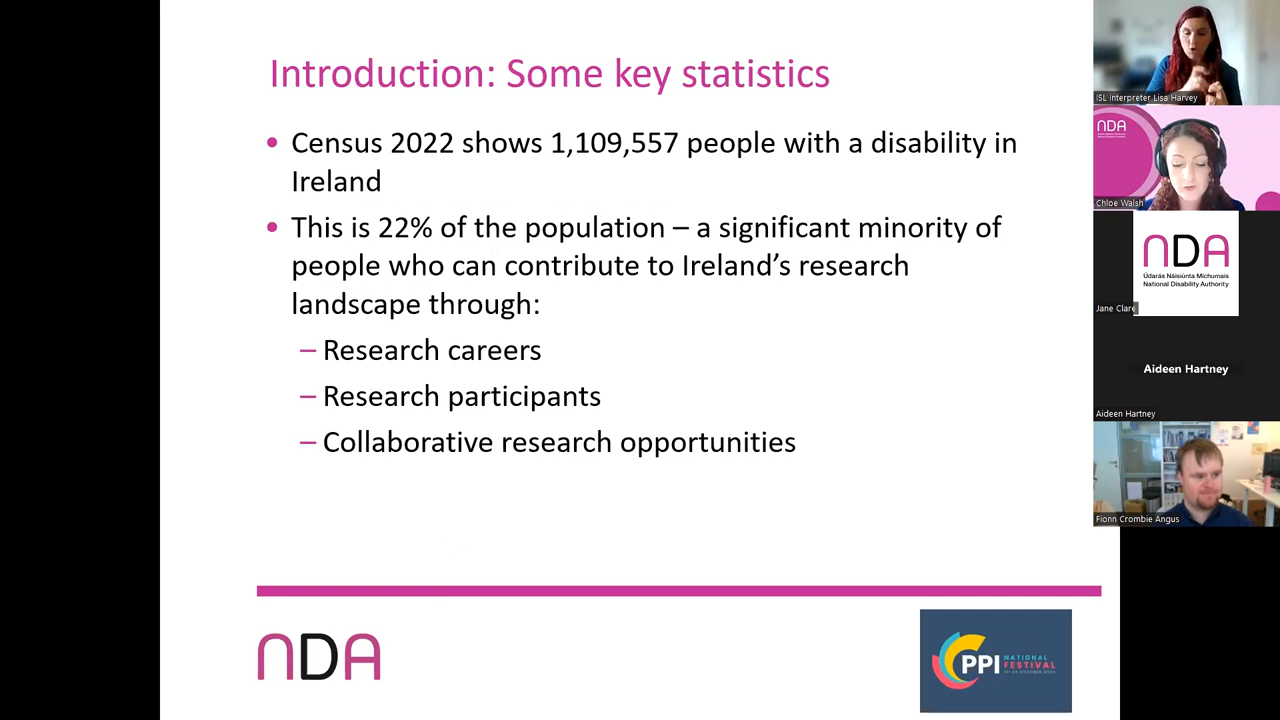 Introduction: Some key statistics
• Census 2022 shows 1,109,557 people with a disability in
Ireland
• This is 22% of the population – a significant minority of
people who can contribute to Ireland’s research
landscape through:
– Research careers
– Research participants
– Collaborative research opportunities
nDA
PPI
NATIONAL
FESTIVAL
ISL Interpreter Lisa Harvey
nDA
Chloe Walsh
nDA
Údarás Náisiúnta Míchumais
National Disability Authority
Jane Clare
Aideen Hartney
Aideen Hartney
Fionn Crombie Angus